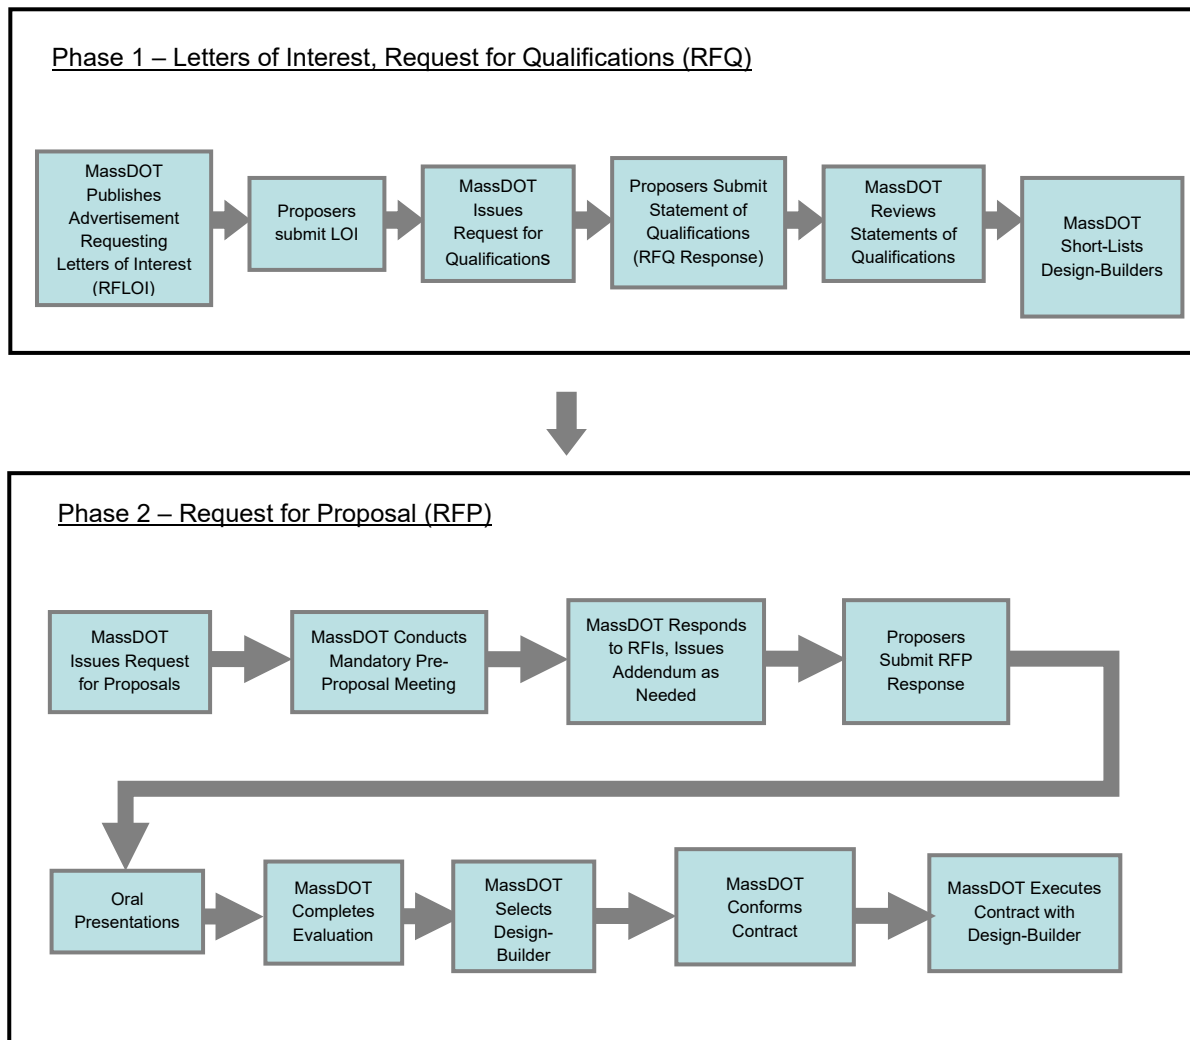 Phase 1 – Letters of Interest, Request for Qualifications (RFQ)
MassDOT
Publishes
Advertisement
Requesting
Letters of Interest
(RFLOI)
Proposers
submit LOI
MassDOT
Issues
Request for
Qualifications
Proposers Submit
Statement of
Qualifications
(RFQ Response)
MassDOT
Reviews
Statements of
Qualifications
MassDOT
Short-Lists
Design-Builders
Phase 2 – Request for Proposal (RFP)
MassDOT
Issues Request
for Proposals
MassDOT Conducts
Mandatory Pre-
Proposal Meeting
MassDOT Responds
to RFIs, Issues
Addendum as
Needed
Proposers
Submit RFP
Response
Oral
Presentations
MassDOT
Completes
Evaluation
MassDOT
Selects
Design-
Builder
MassDOT
Conforms
Contract
MassDOT Executes
Contract with
Design-Builder